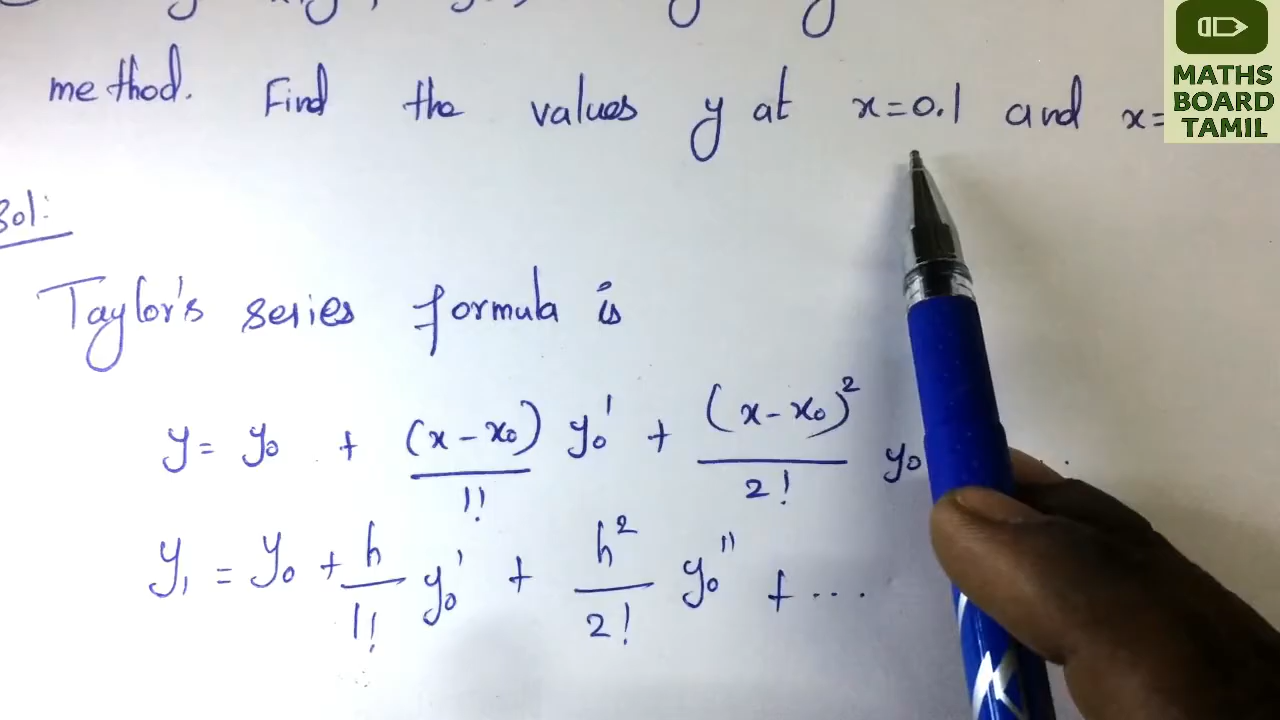 MATHS
BOARD
TAMIL
method. Find the values y at x=0.1 and x=
Sol:
Taylor's series formula is
y = y₀ + (x-x₀)/1! y₀' + (x-x₀)²/2! y₀
y₁ = y₀ + h/1! y₀' + h²/2! y₀'' + ...